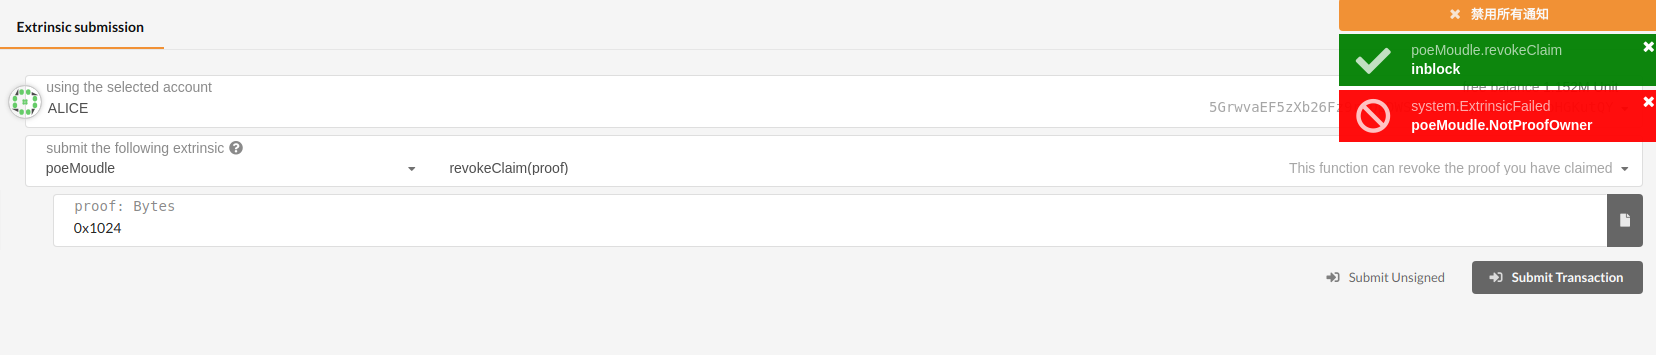 Extrinsic submission
禁用所有通知
poeMoudle.revokeClaim
inblock
system.ExtrinsicFailed
poeMoudle.NotProofOwner
using the selected account
ALICE
5GrwvaEF5zXb26F
submit the following extrinsic
poeMoudle
revokeClaim(proof)
This function can revoke the proof you have claimed
proof: Bytes
0x1024
Submit Unsigned
Submit Transaction